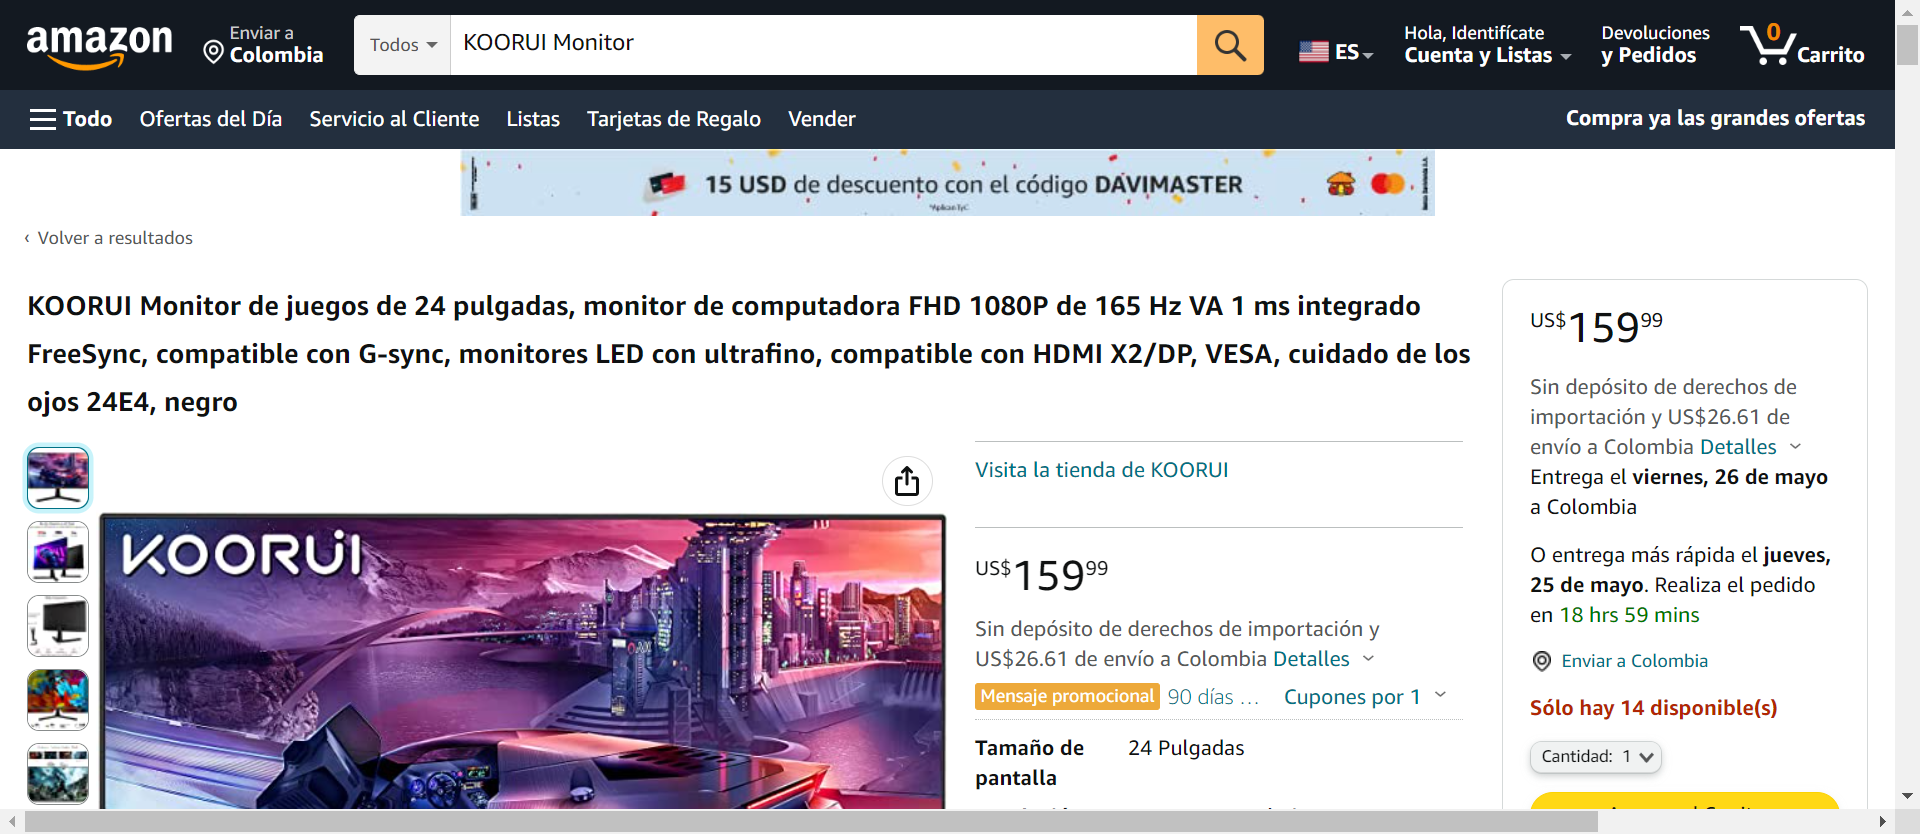 amazon
Enviar a
Colombia
Todos
KOORUI Monitor
ES
Hola, Identifícate
Cuenta y Listas
Devoluciones
y Pedidos
0
Carrito
Todo
Ofertas del Día
Servicio al Cliente
Listas
Tarjetas de Regalo
Vender
Compra ya las grandes ofertas
15 USD de descuento con el código DAVIMASTER
*Aplican TyC
‹ Volver a resultados
KOORUI Monitor de juegos de 24 pulgadas, monitor de computadora FHD 1080P de 165 Hz VA 1 ms integrado
FreeSync, compatible con G-sync, monitores LED con ultrafino, compatible con HDMI X2/DP, VESA, cuidado de los
ojos 24E4, negro
KOORUI
Visita la tienda de KOORUI
US$159.99
Sin depósito de derechos de importación y
US$26.61 de envío a Colombia Detalles
Mensaje promocional 90 días ... Cupones por 1
Tamaño de
pantalla
24 Pulgadas
US$159.99
Sin depósito de derechos de
importación y US$26.61 de
envío a Colombia Detalles
Entrega el viernes, 26 de mayo
a Colombia
O entrega más rápida el jueves,
25 de mayo. Realiza el pedido
en 18 hrs 59 mins
Enviar a Colombia
Sólo hay 14 disponible(s)
Cantidad: 1